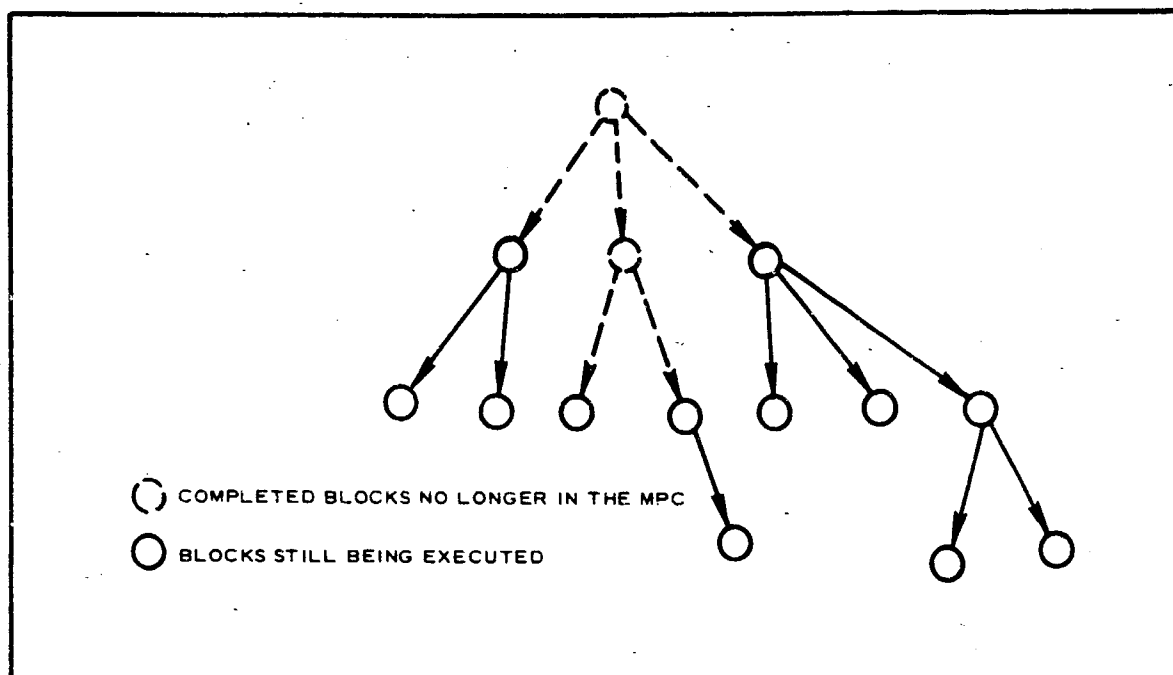 COMPLETED BLOCKS NO LONGER IN THE MPC
BLOCKS STILL BEING EXECUTED